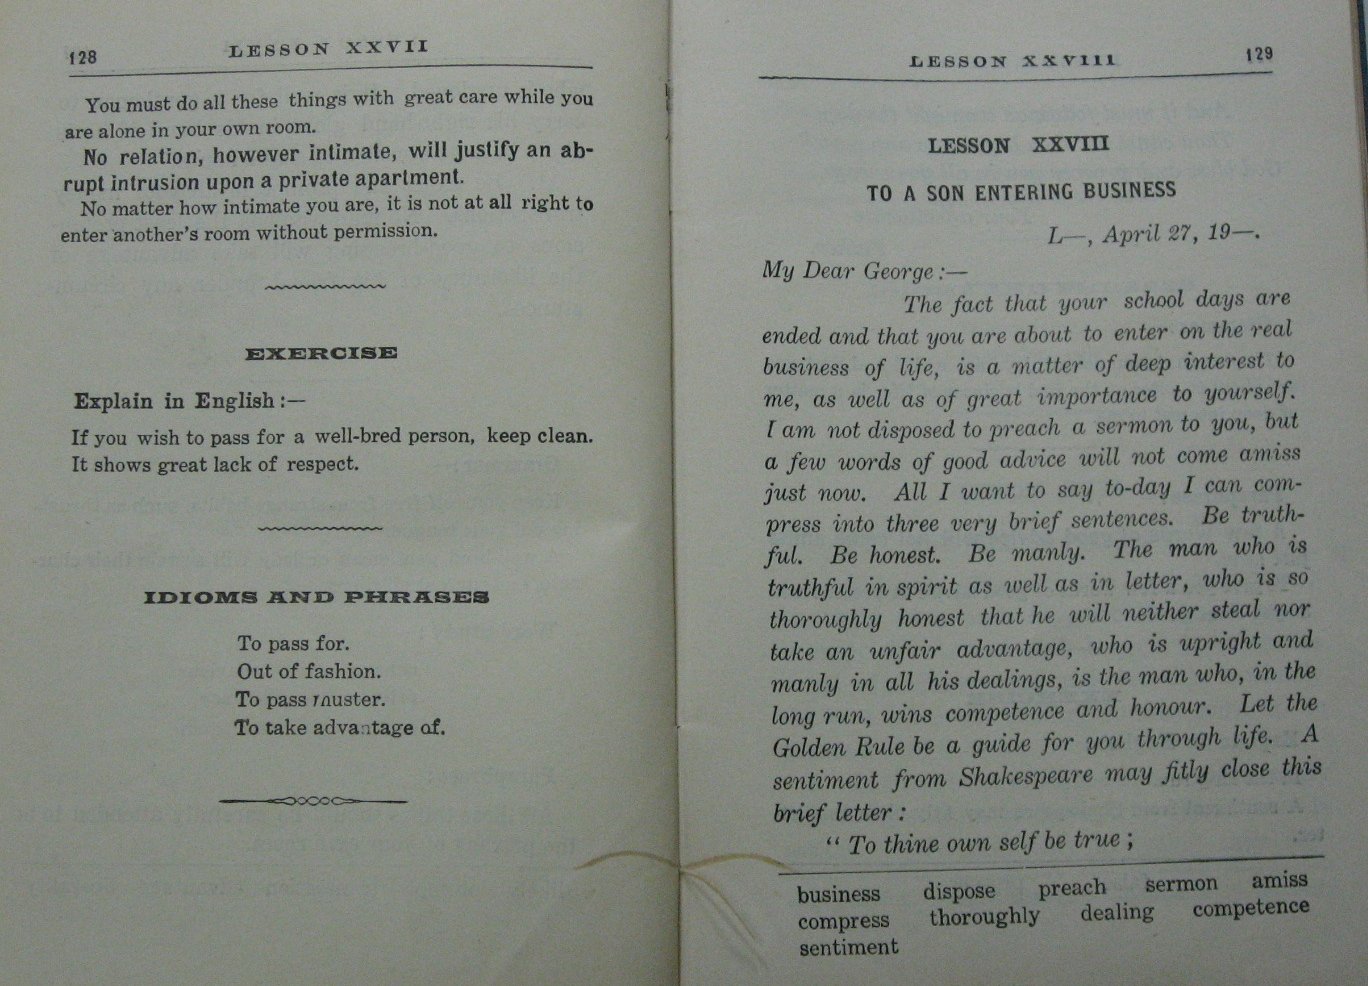 128
LESSON XXVII
You must do all these things with great care while you
are alone in your own room.
No relation, however intimate, will justify an ab-
rupt intrusion upon a private apartment.
No matter how intimate you are, it is not at all right to
enter another's room without permission.
EXERCISE
Explain in English :—
If you wish to pass for a well-bred person, keep clean.
It shows great lack of respect.
IDIOMS AND PHRASES
To pass for.
Out of fashion.
To pass muster.
To take advantage of.
LESSON XXVIII
129
LESSON XXVIII
TO A SON ENTERING BUSINESS
L—, April 27, 19—.
My Dear George :—
The fact that your school days are
ended and that you are about to enter on the real
business of life, is a matter of deep interest to
me, as well as of great importance to yourself.
I am not disposed to preach a sermon to you, but
a few words of good advice will not come amiss
just now. All I want to say to-day I can com-
press into three very brief sentences. Be truth-
ful. Be honest. Be manly. The man who is
truthful in spirit as well as in letter, who is so
thoroughly honest that he will neither steal nor
take an unfair advantage, who is upright and
manly in all his dealings, is the man who, in the
long run, wins competence and honour. Let the
Golden Rule be a guide for you through life. A
sentiment from Shakespeare may fitly close this
brief letter :
“ To thine own self be true ;
business dispose preach sermon amiss
compress thoroughly dealing competence
sentiment